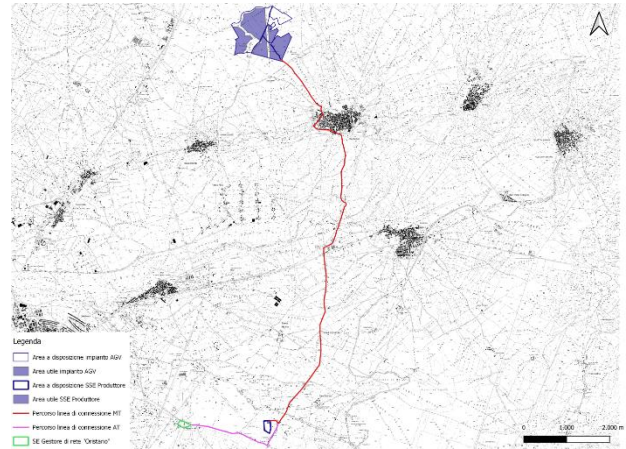 Legenda
Area a disposizione impianto AGV
Area utile impianto AGV
Area a disposizione SSE Produttore
Area utile SSE Produttore
Percorso linea di connessione MT
Percorso linea di connessione AT
SE Gestore di rete "Oristano"
0 1.000 2.000 m